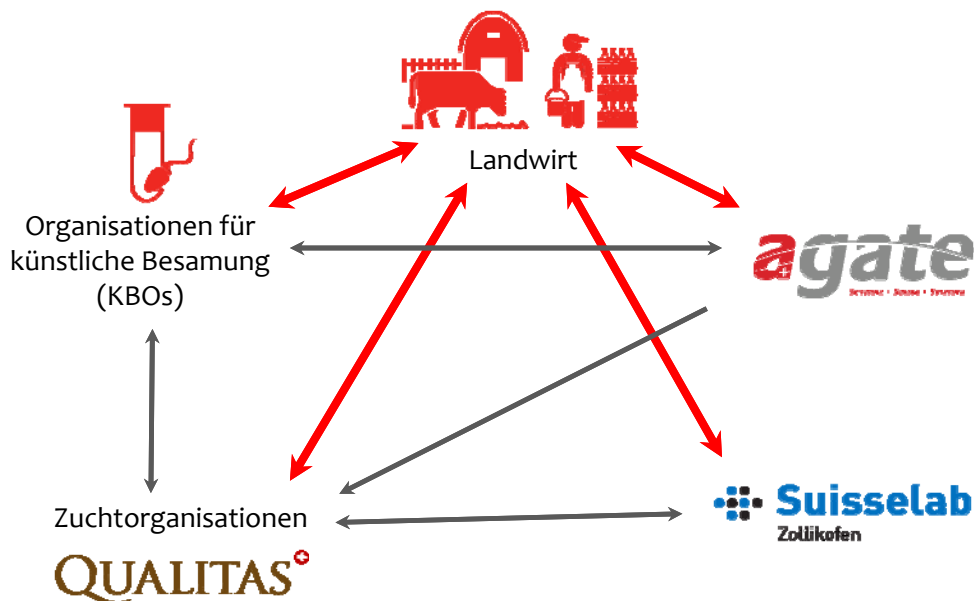 Landwirt
Organisationen für
künstliche Besamung
(KBOs)
agate
Zuchtorganisationen
QUALITAS
Suisselab
Zollikofen